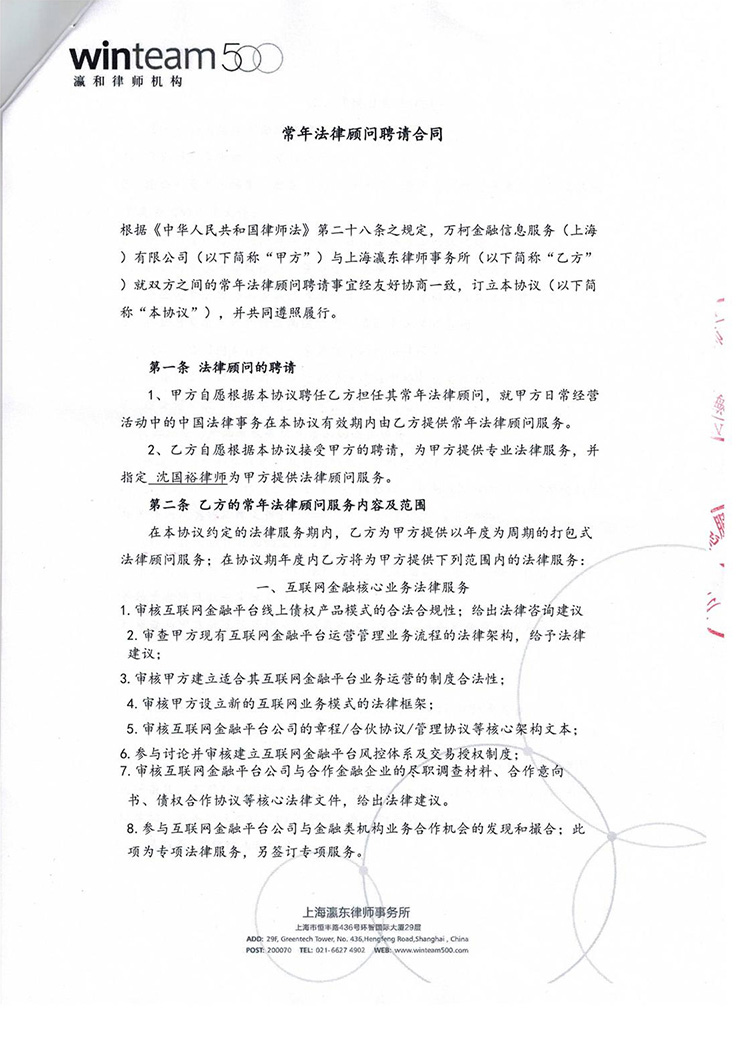 winteam500
瀛和律师机构
常年法律顾问聘请合同
根据《中华人民共和国律师法》第二十八条之规定，万柯金融信息服务（上海
）有限公司（以下简称“甲方”）与上海瀛东律师事务所（以下简称“乙方”
）就双方之间的常年法律顾问聘请事宜经友好协商一致，订立本协议（以下简
称“本协议”），并共同遵照履行。
第一条 法律顾问的聘请
1、甲方自愿根据本协议聘任乙方担任其常年法律顾问，就甲方日常经营
活动中的中国法律事务在本协议有效期内由乙方提供常年法律顾问服务。
2、乙方自愿根据本协议接受甲方的聘请，为甲方提供专业法律服务，并
指定 沈国裕律师为甲方提供法律顾问服务。
第二条 乙方的常年法律顾问服务内容及范围
在本协议约定的法律服务期内，乙方为甲方提供以年度为周期的打包式
法律顾问服务；在协议期年度内乙方将为甲方提供下列范围内的法律服务：
一、互联网金融核心业务法律服务
1. 审核互联网金融平台线上债权产品模式的合法合规性；给出法律咨询建议
2. 审查甲方现有互联网金融平台运营管理业务流程的法律架构，给予法律
建议；
3. 审核甲方建立适合其互联网金融平台业务运营的制度合法性；
4. 审核甲方设立新的互联网业务模式的法律框架；
5. 审核互联网金融平台公司的章程/合伙协议/管理协议等核心架构文本；
6. 参与讨论并审核建立互联网金融平台风控体系及交易授权制度；
7. 审核互联网金融平台公司与合作金融企业的尽职调查材料、合作意向
书、债权合作协议等核心法律文件，给出法律建议。
8. 参与互联网金融平台公司与金融类机构业务合作机会的发现和撮合；此
项为专项法律服务，另签订专项服务。
上海瀛东律师事务所
上海市恒丰路436号环智国际大厦29层
ADD: 29f, Greentech Tower, No. 436,Hengfeng Road,Shanghai , China
POST: 200070 TEL: 021-6627 4902 WEB: www.winteam500.com